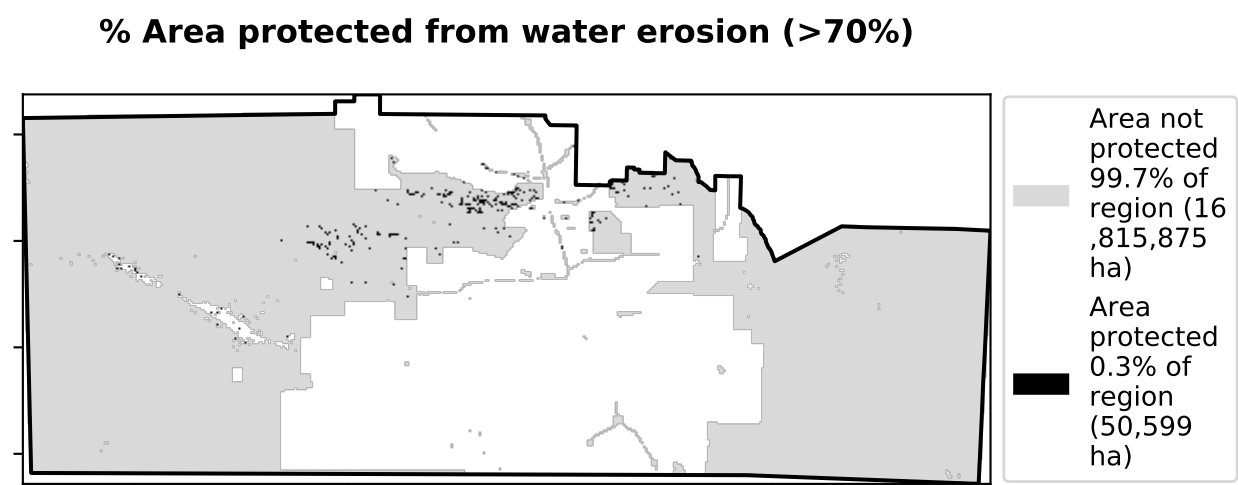 % Area protected from water erosion (>70%)
Area not
protected
99.7% of
region (16
,815,875
ha)
Area
protected
0.3% of
region
(50,599
ha)